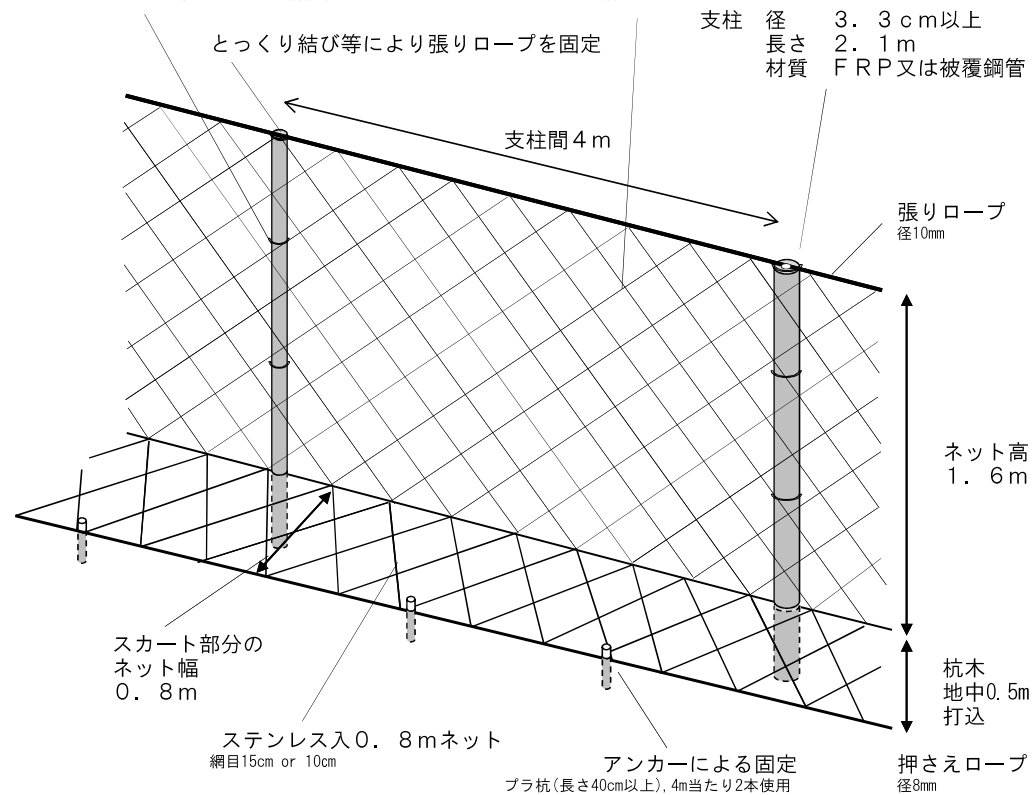 支柱　径　３．３ｃｍ以上
長さ　２．１ｍ
材質　ＦＲＰ又は被覆鋼管
とっくり結び等により張りロープを固定
支柱間４ｍ
張りロープ
径10mm
ネット高
１．６ｍ
スカート部分の
ネット幅
０．８ｍ
杭木
地中0.5m
打込
ステンレス入０．８ｍネット
網目15cm or 10cm
アンカーによる固定
プラ杭(長さ40cm以上),4m当たり2本使用
押さえロープ
径8mm